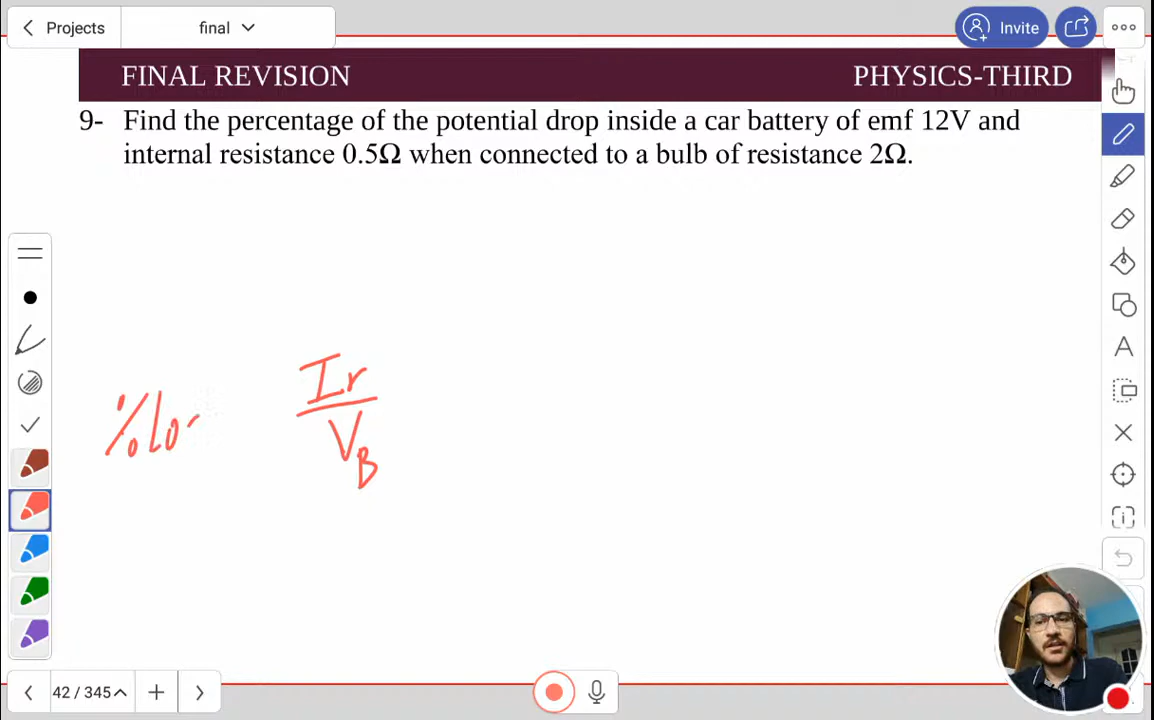 Projects
final
Invite
FINAL REVISION PHYSICS-THIRD
9- Find the percentage of the potential drop inside a car battery of emf 12V and
internal resistance 0.5Ω when connected to a bulb of resistance 2Ω.
Ir
% lo
V_B
A
42 / 345